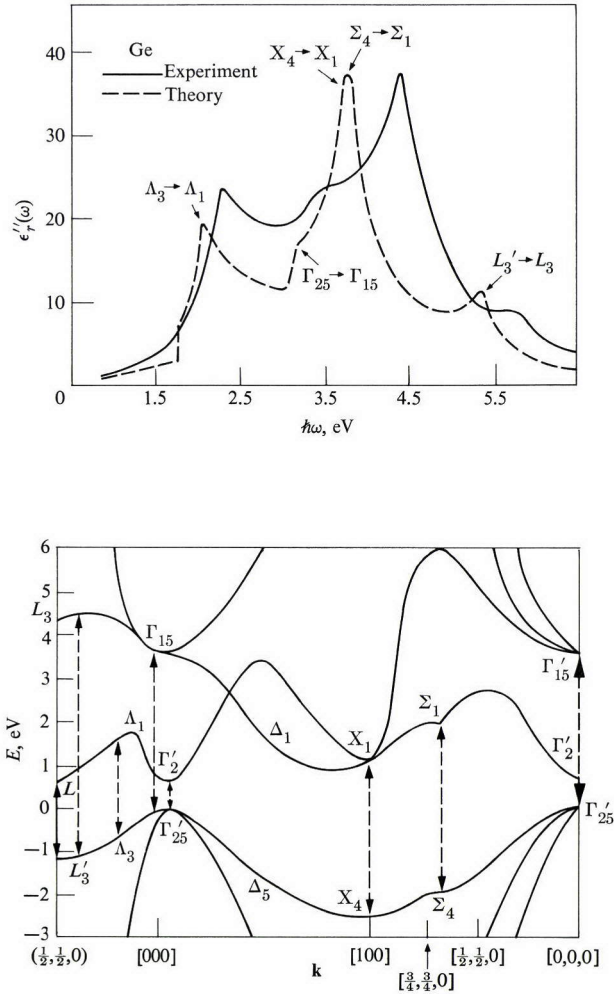 40
30
20
10
0
ϵ″r(ω)
Ge
Experiment
Theory
X4→X1
Σ4→Σ1
Λ3→Λ1
Γ25→Γ15
L3′→L3
1.5
2.5
3.5
4.5
5.5
ħω, eV
6
5
4
3
2
1
0
−1
−2
−3
E, eV
L3
Γ15
Λ1
Γ2′
L
L3′
Λ3
Γ25′
Δ1
Δ5
X1
X4
Σ1
Σ4
Γ15′
Γ2′
Γ25′
(½,½,0)
[000]
k
[100]
[¾,¾,0]
[½,½,0]
[0,0,0]